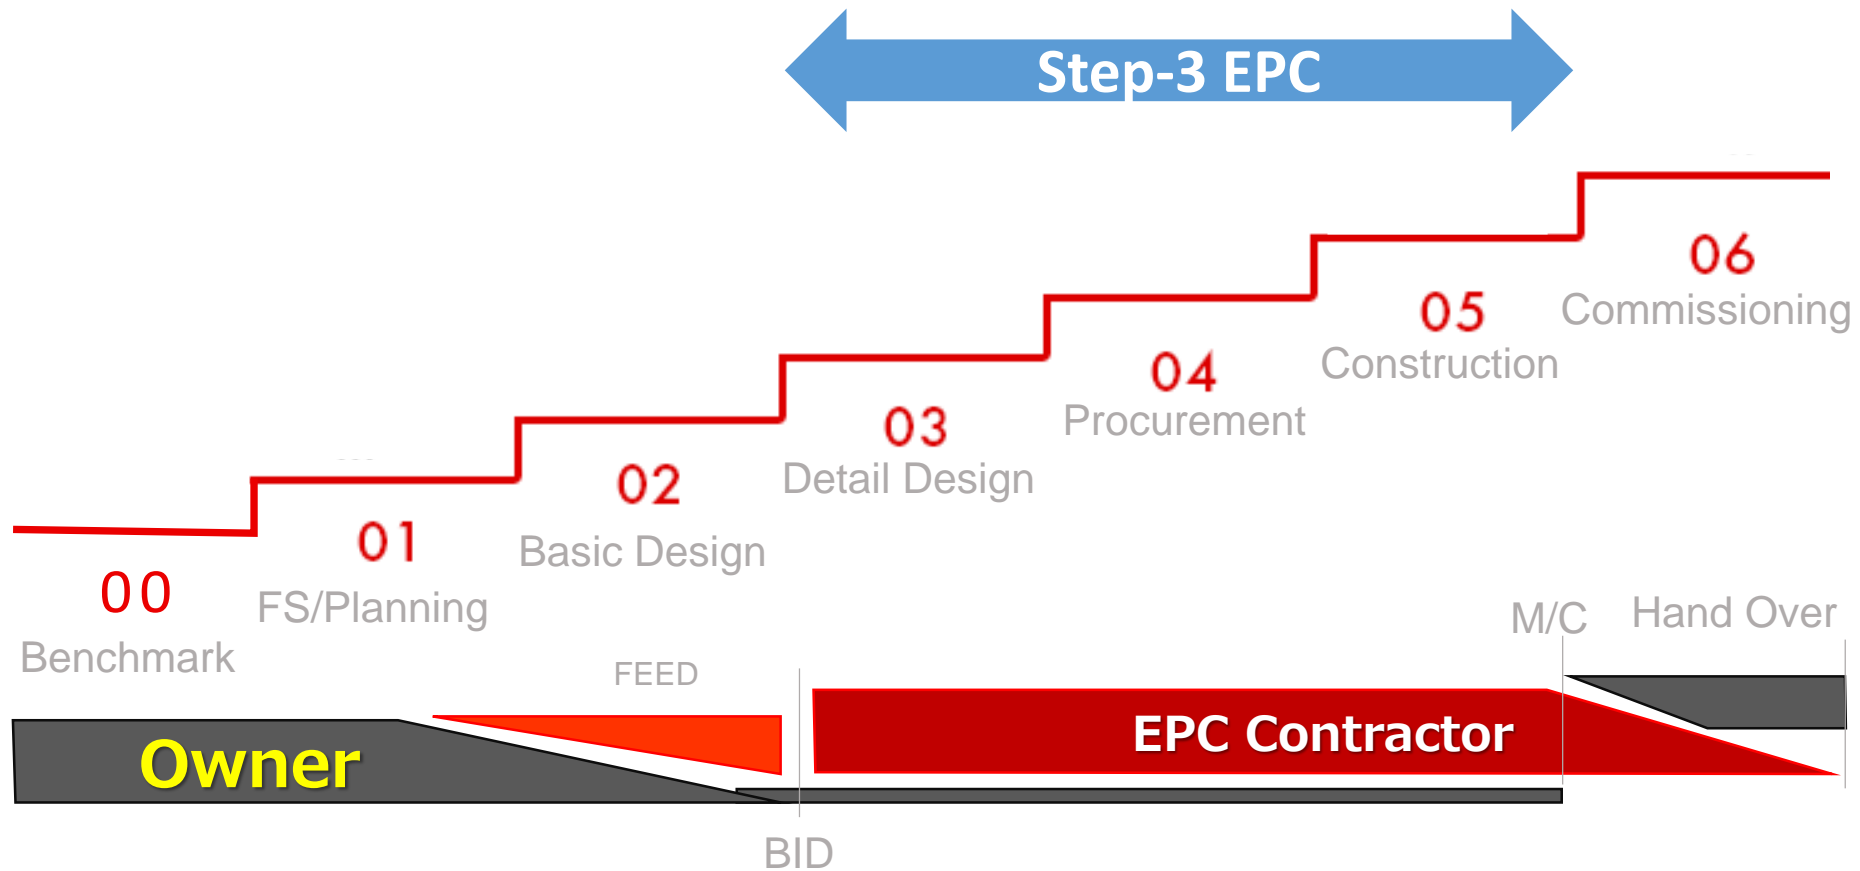 Step-3 EPC
06
Commissioning
05
Construction
04
Procurement
03
Detail Design
02
Basic Design
01
FS/Planning
00
Benchmark
M/C
Hand Over
FEED
Owner
EPC Contractor
BID